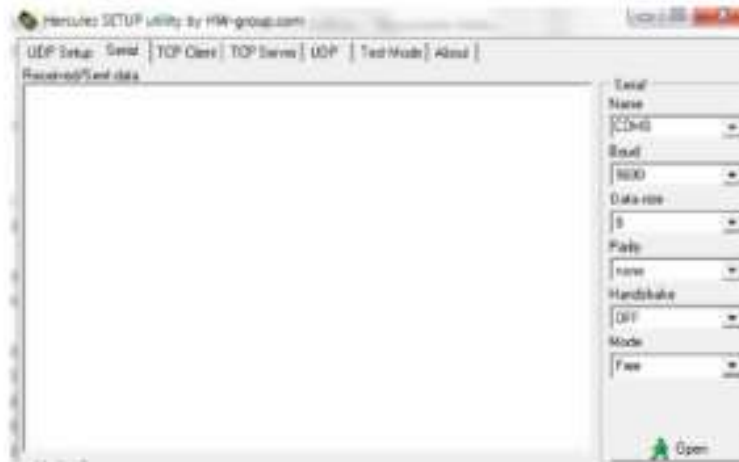 Hercules SETUP utility by HW-group.com
UDP Setup Serial TCP Client TCP Server UDP Test Mode About
Received/Sent data
Serial
Name
Baud
9600
Data size
8
Parity
none
Handshake
OFF
Mode
Free
Open